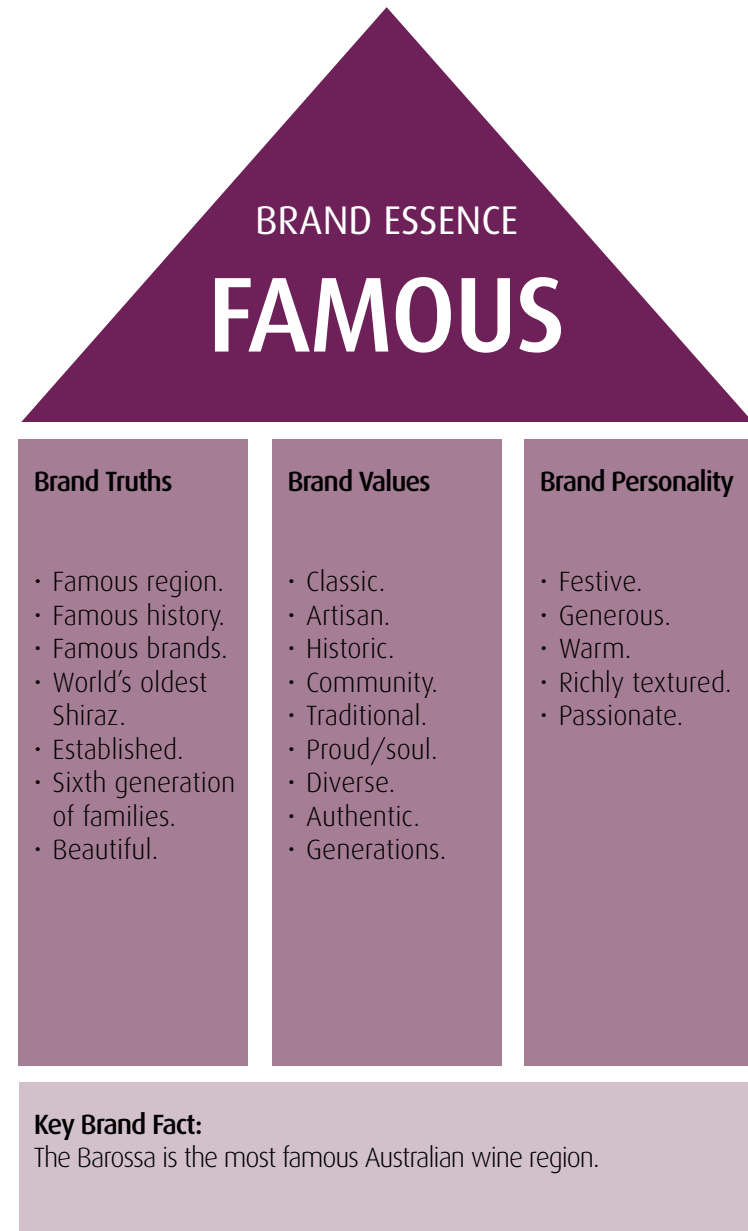 BRAND ESSENCE
FAMOUS
Brand Truths
· Famous region.
· Famous history.
· Famous brands.
· World's oldest
Shiraz.
· Established.
· Sixth generation
of families.
· Beautiful.
Brand Values
· Classic.
· Artisan.
· Historic.
· Community.
· Traditional.
· Proud/soul.
· Diverse.
· Authentic.
· Generations.
Brand Personality
· Festive.
· Generous.
· Warm.
· Richly textured.
· Passionate.
Key Brand Fact:
The Barossa is the most famous Australian wine region.